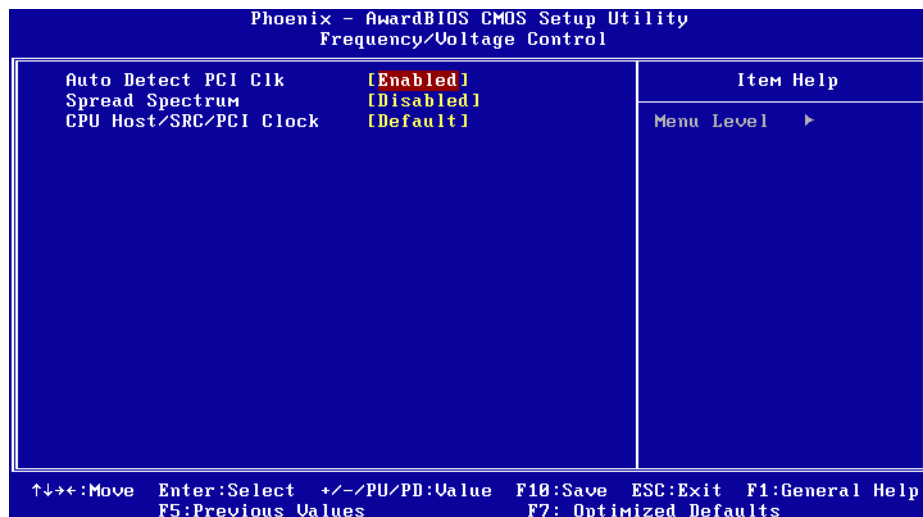 Phoenix - AwardBIOS CMOS Setup Utility
Frequency/Voltage Control
Auto Detect PCI Clk [Enabled]
Spread Spectrum [Disabled]
CPU Host/SRC/PCI Clock [Default]
Item Help
Menu Level ▸
↑↓→←:Move Enter:Select +/-/PU/PD:Value F10:Save ESC:Exit F1:General Help
F5:Previous Values F7: Optimized Defaults